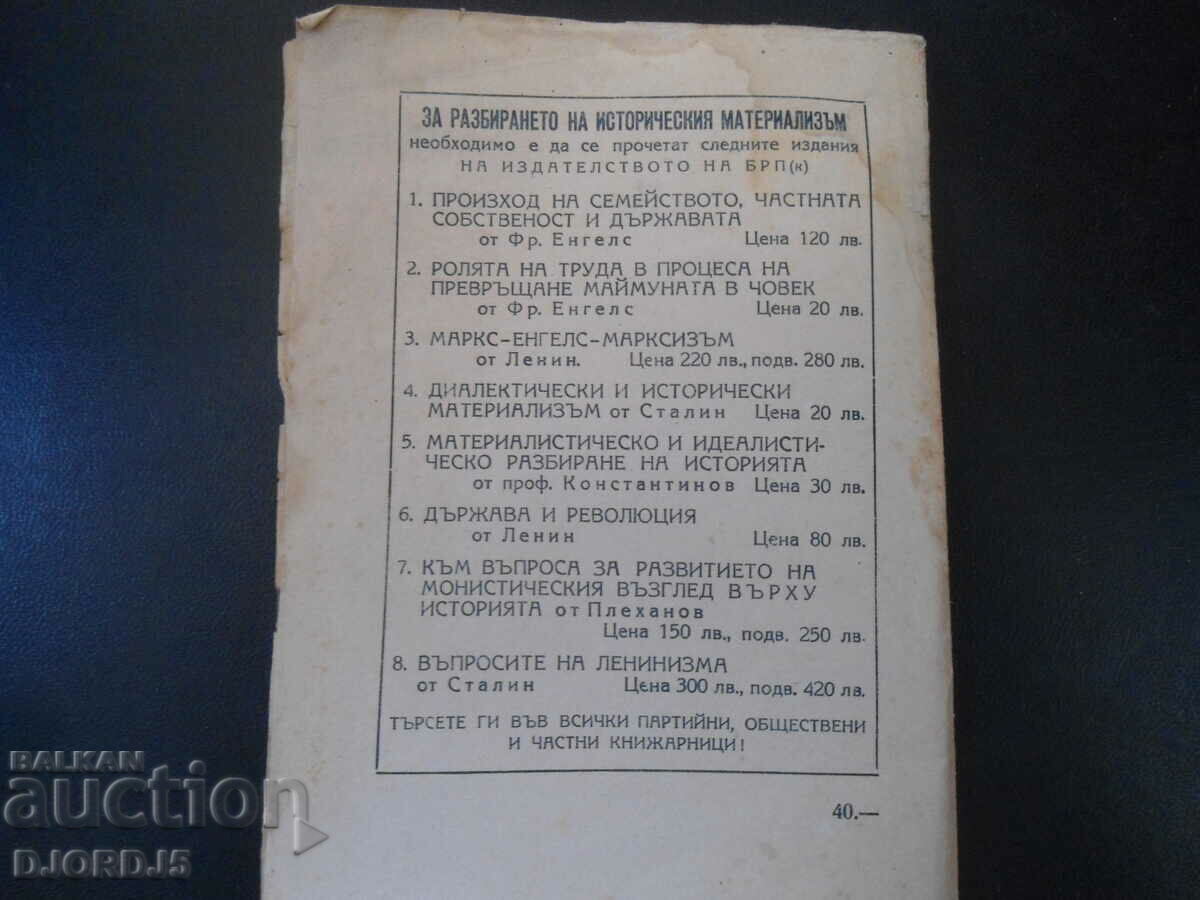 ЗА РАЗБИРАНЕТО НА ИСТОРИЧЕСКИЯ МАТЕРИАЛИЗЪМ
необходимо е да се прочетат следните издания
НА ИЗДАТЕЛСТВОТО НА БРП(к)
1. ПРОИЗХОД НА СЕМЕЙСТВОТО, ЧАСТНАТА
СОБСТВЕНОСТ И ДЪРЖАВАТА
от Фр. Енгелс Цена 120 лв.
2. РОЛЯТА НА ТРУДА В ПРОЦЕСА НА
ПРЕВРЪЩАНЕ МАЙМУНАТА В ЧОВЕК
от Фр. Енгелс Цена 20 лв.
3. МАРКС-ЕНГЕЛС-МАРКСИЗЪМ
от Ленин. Цена 220 лв., подв. 280 лв.
4. ДИАЛЕКТИЧЕСКИ И ИСТОРИЧЕСКИ
МАТЕРИАЛИЗЪМ от Сталин Цена 20 лв.
5. МАТЕРИАЛИСТИЧЕСКО И ИДЕАЛИСТИ-
ЧЕСКО РАЗБИРАНЕ НА ИСТОРИЯТА
от проф. Константинов Цена 30 лв.
6. ДЪРЖАВА И РЕВОЛЮЦИЯ
от Ленин Цена 80 лв.
7. КЪМ ВЪПРОСА ЗА РАЗВИТИЕТО НА
МОНИСТИЧЕСКИЯ ВЪЗГЛЕД ВЪРХУ
ИСТОРИЯТА от Плеханов
Цена 150 лв., подв. 250 лв.
8. ВЪПРОСИТЕ НА ЛЕНИНИЗМА
от Сталин Цена 300 лв., подв. 420 лв.
ТЪРСЕТЕ ГИ ВЪВ ВСИЧКИ ПАРТИЙНИ, ОБЩЕСТВЕНИ
И ЧАСТНИ КНИЖАРНИЦИ!
40.—
BALKAN
auction
DJORDJ5